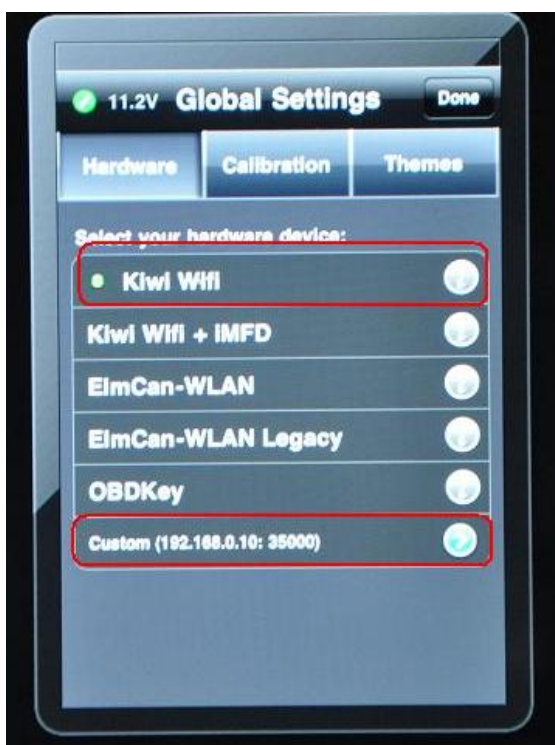 11.2V Global Settings Done
Hardware Calibration Themes
Select your hardware device:
Kiwi Wifi
Kiwi Wifi + iMFD
ElmCan-WLAN
ElmCan-WLAN Legacy
OBDKey
Custom (192.168.0.10: 35000)